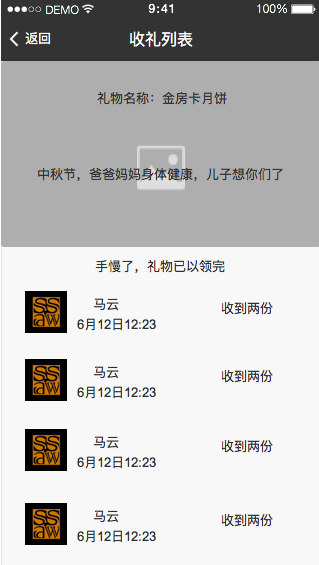 DEMO 9:41 100%
返回 收礼列表
礼物名称：金房卡月饼
中秋节，爸爸妈妈身体健康，儿子想你们了
手慢了，礼物已以领完
马云 收到两份
6月12日12:23
马云 收到两份
6月12日12:23
马云 收到两份
6月12日12:23
马云 收到两份
6月12日12:23